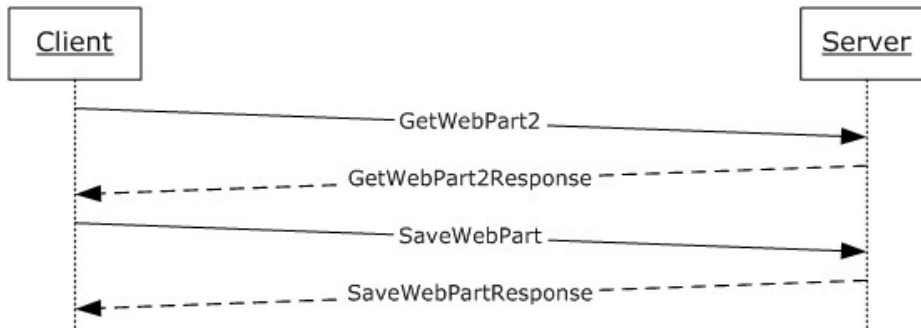 Client
Server
GetWebPart2
GetWebPart2Response
SaveWebPart
SaveWebPartResponse